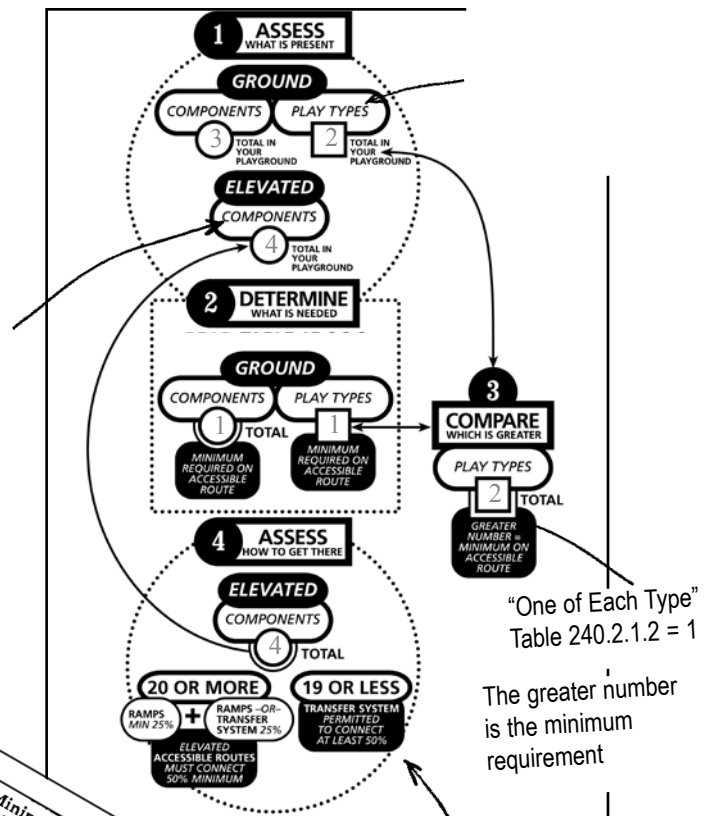 1 ASSESS
WHAT IS PRESENT
GROUND
COMPONENTS PLAY TYPES
3 TOTAL IN YOUR PLAYGROUND
2 TOTAL IN YOUR PLAYGROUND
ELEVATED
COMPONENTS
4 TOTAL IN YOUR PLAYGROUND
2 DETERMINE
WHAT IS NEEDED
GROUND
COMPONENTS PLAY TYPES
1 TOTAL 1
MINIMUM
REQUIRED ON
ACCESSIBLE
ROUTE
MINIMUM
REQUIRED ON
ACCESSIBLE
ROUTE
3
COMPARE
WHICH IS GREATER
PLAY TYPES
2 TOTAL
GREATER
NUMBER =
MINIMUM ON
ACCESSIBLE
ROUTE
"One of Each Type"
Table 240.2.1.2 = 1
The greater number
is the minimum
requirement
4 ASSESS
HOW TO GET THERE
ELEVATED
COMPONENTS
4 TOTAL
20 OR MORE
RAMPS
MIN 25%
+
RAMPS –OR–
TRANSFER
SYSTEM 25%
ELEVATED
ACCESSIBLE ROUTES
MUST CONNECT
50% MINIMUM
19 OR LESS
TRANSFER SYSTEM
PERMITTED
TO CONNECT
AT LEAST 50%